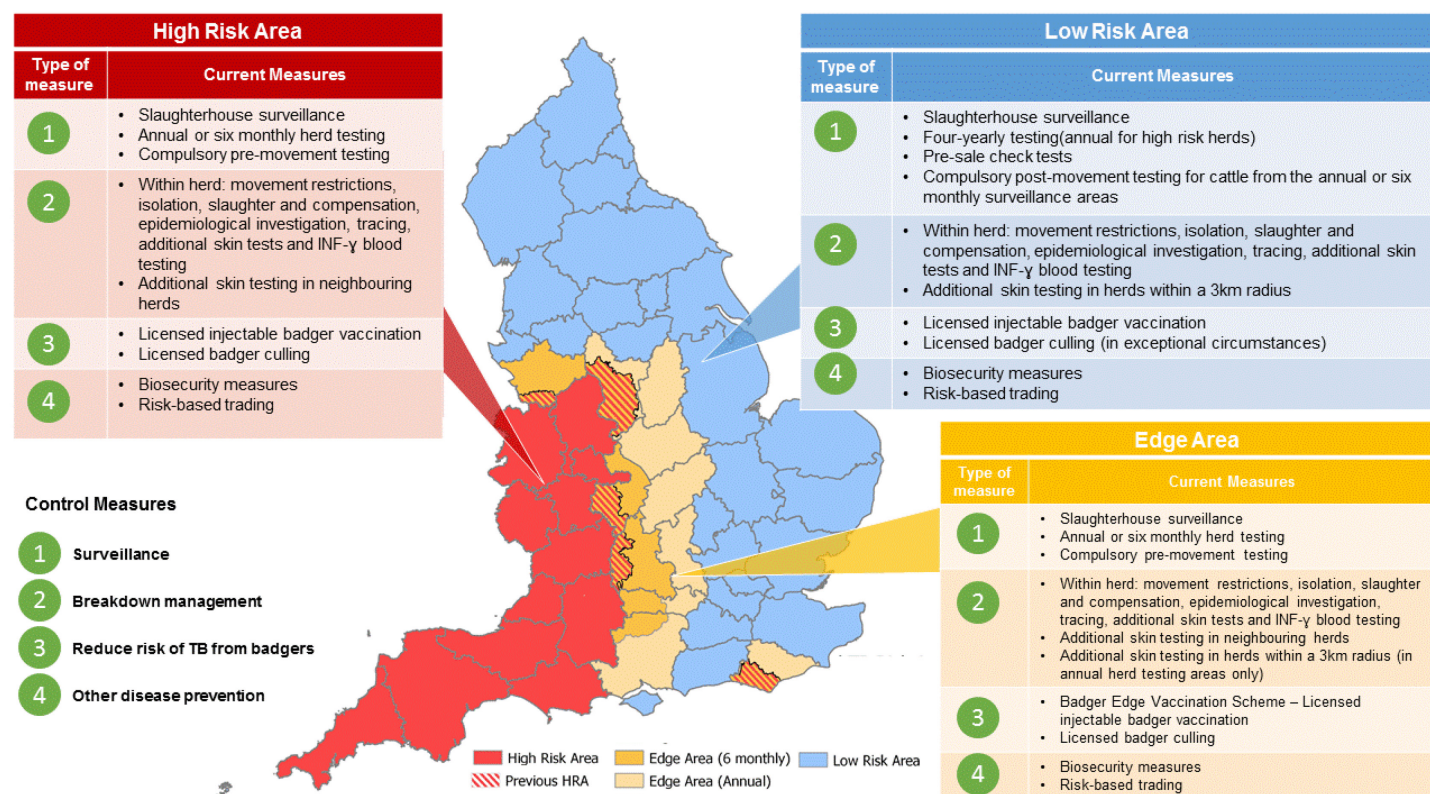 High Risk Area
Type of
measure
Current Measures
1
• Slaughterhouse surveillance
• Annual or six monthly herd testing
• Compulsory pre-movement testing
2
• Within herd: movement restrictions,
isolation, slaughter and compensation,
epidemiological investigation, tracing,
additional skin tests and INF-ɣ blood
testing
• Additional skin testing in neighbouring
herds
3
• Licensed injectable badger vaccination
• Licensed badger culling
4
• Biosecurity measures
• Risk-based trading
Low Risk Area
Type of
measure
Current Measures
1
• Slaughterhouse surveillance
• Four-yearly testing(annual for high risk herds)
• Pre-sale check tests
• Compulsory post-movement testing for cattle from the annual or six
monthly surveillance areas
2
• Within herd: movement restrictions, isolation, slaughter and
compensation, epidemiological investigation, tracing, additional skin
tests and INF-ɣ blood testing
• Additional skin testing in herds within a 3km radius
3
• Licensed injectable badger vaccination
• Licensed badger culling (in exceptional circumstances)
4
• Biosecurity measures
• Risk-based trading
Edge Area
Type of
measure
Current Measures
1
• Slaughterhouse surveillance
• Annual or six monthly herd testing
• Compulsory pre-movement testing
2
• Within herd: movement restrictions, isolation, slaughter
and compensation, epidemiological investigation,
tracing, additional skin tests and INF-ɣ blood testing
• Additional skin testing in neighbouring herds
• Additional skin testing in herds within a 3km radius (in
annual herd testing areas only)
3
• Badger Edge Vaccination Scheme – Licensed
injectable badger vaccination
• Licensed badger culling
4
• Biosecurity measures
• Risk-based trading
Control Measures
1 Surveillance
2 Breakdown management
3 Reduce risk of TB from badgers
4 Other disease prevention
High Risk Area
Edge Area (6 monthly)
Low Risk Area
Previous HRA
Edge Area (Annual)